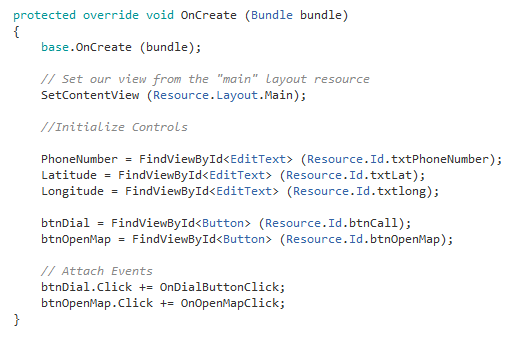 protected override void OnCreate (Bundle bundle)
{
    base.OnCreate (bundle);

    // Set our view from the "main" layout resource
    SetContentView (Resource.Layout.Main);

    //Initialize Controls

    PhoneNumber = FindViewById<EditText> (Resource.Id.txtPhoneNumber);
    Latitude = FindViewById<EditText> (Resource.Id.txtLat);
    Longitude = FindViewById<EditText> (Resource.Id.txtlong);

    btnDial = FindViewById<Button> (Resource.Id.btnCall);
    btnOpenMap = FindViewById<Button> (Resource.Id.btnOpenMap);

    // Attach Events
    btnDial.Click += OnDialButtonClick;
    btnOpenMap.Click += OnOpenMapClick;
}